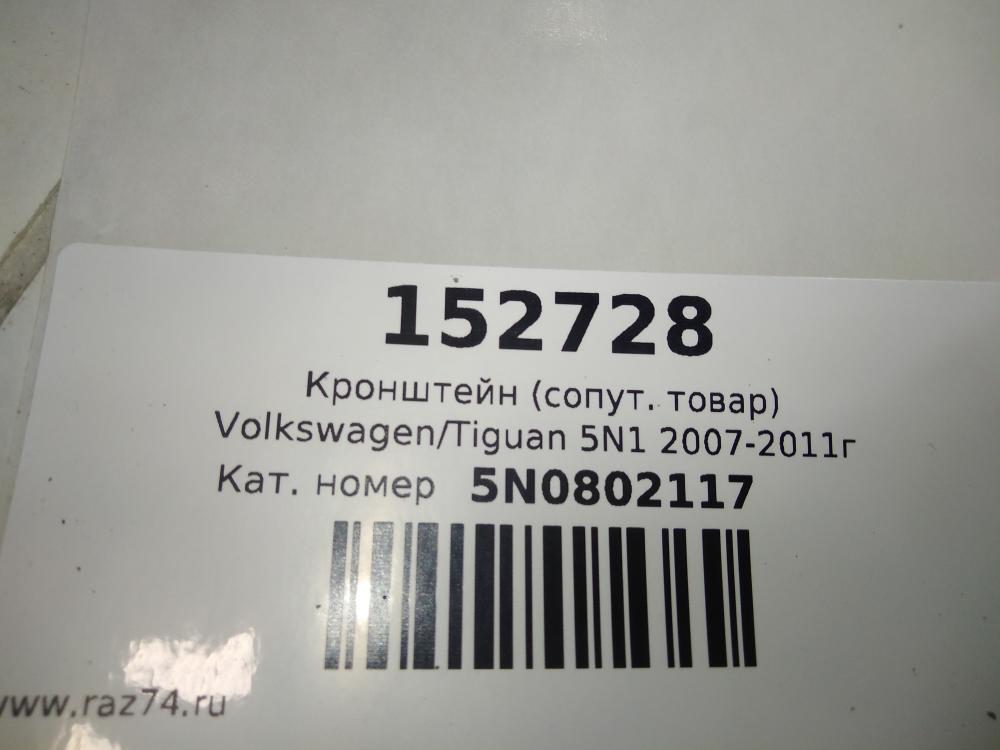 152728
Кронштейн (сопут. товар)
Volkswagen/Tiguan 5N1 2007-2011г
Кат. номер 5N0802117
www.raz74.ru